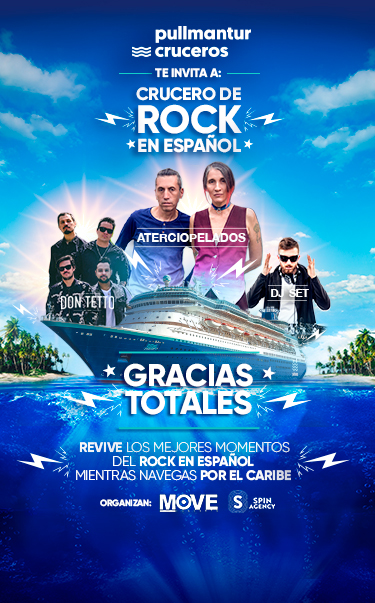 pullmantur
cruceros
TE INVITA A:
CRUCERO DE
ROCK
EN ESPAÑOL
ATERCIOPELADOS
DON TETTO
DJ SET
GRACIAS
TOTALES
REVIVE LOS MEJORES MOMENTOS
DEL ROCK EN ESPAÑOL
MIENTRAS NAVEGAS POR EL CARIBE
ORGANIZAN: MOVE S SPIN
AGENCY